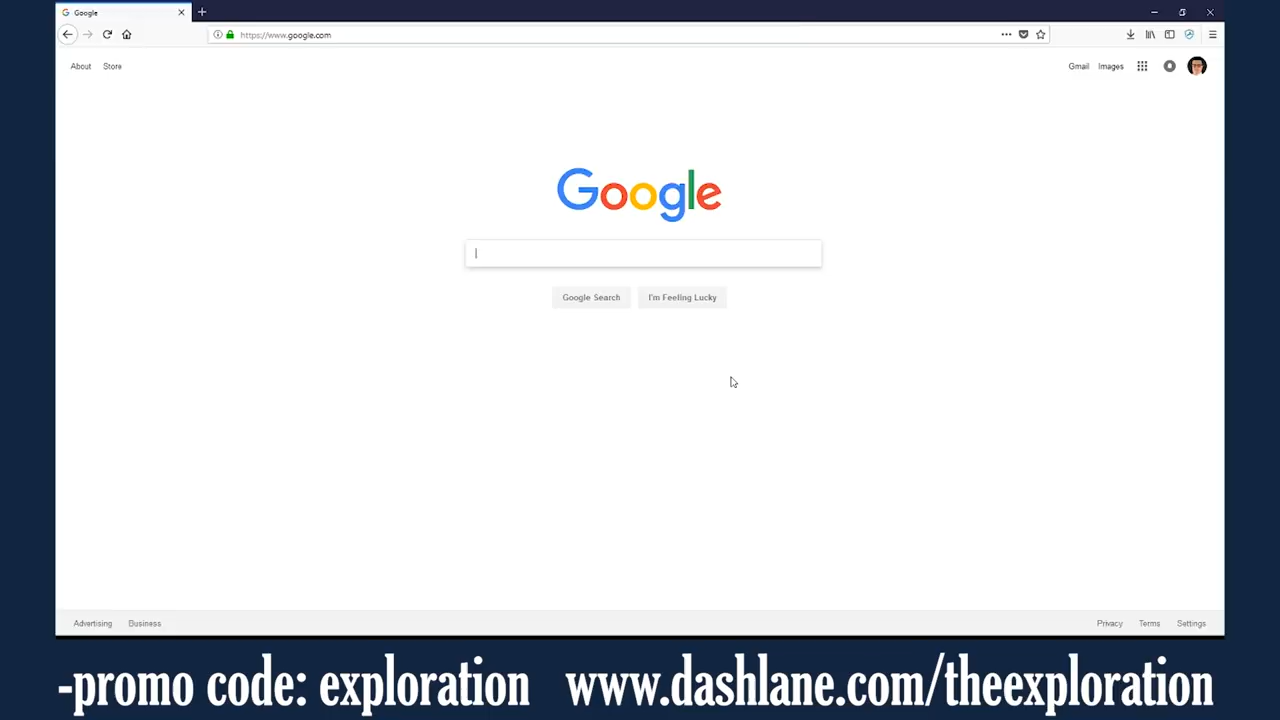 Google
https://www.google.com
About Store
Gmail Images
Google
Google Search I'm Feeling Lucky
Advertising Business
Privacy Terms Settings
-promo code: exploration www.dashlane.com/theexploration